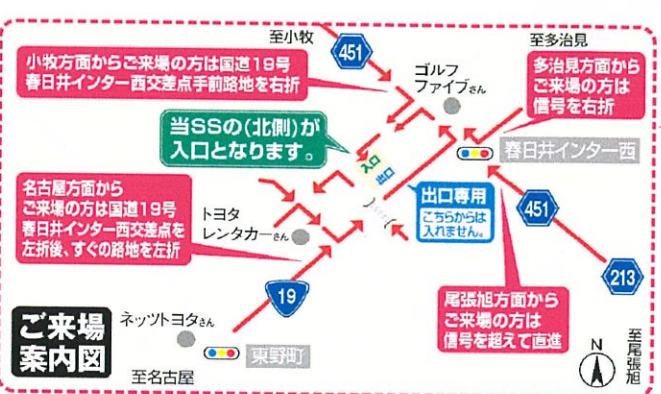 至小牧
451
至多治見
小牧方面からご来場の方は国道19号
春日井インター西交差点手前路地を右折
ゴルフ
ファイブさん
多治見方面から
ご来場の方は
信号を右折
当SSの(北側)が
入口となります。
入口
出口
春日井インター西
名古屋方面から
ご来場の方は国道19号
春日井インター西交差点を
左折後、すぐの路地を左折
トヨタ
レンタカーさん
出口専用
こちらからは
入れません。
451
213
19
尾張旭方面から
ご来場の方は
信号を超えて直進
ご来場
案内図
ネッツトヨタさん
東野町
至名古屋
N
至尾張旭